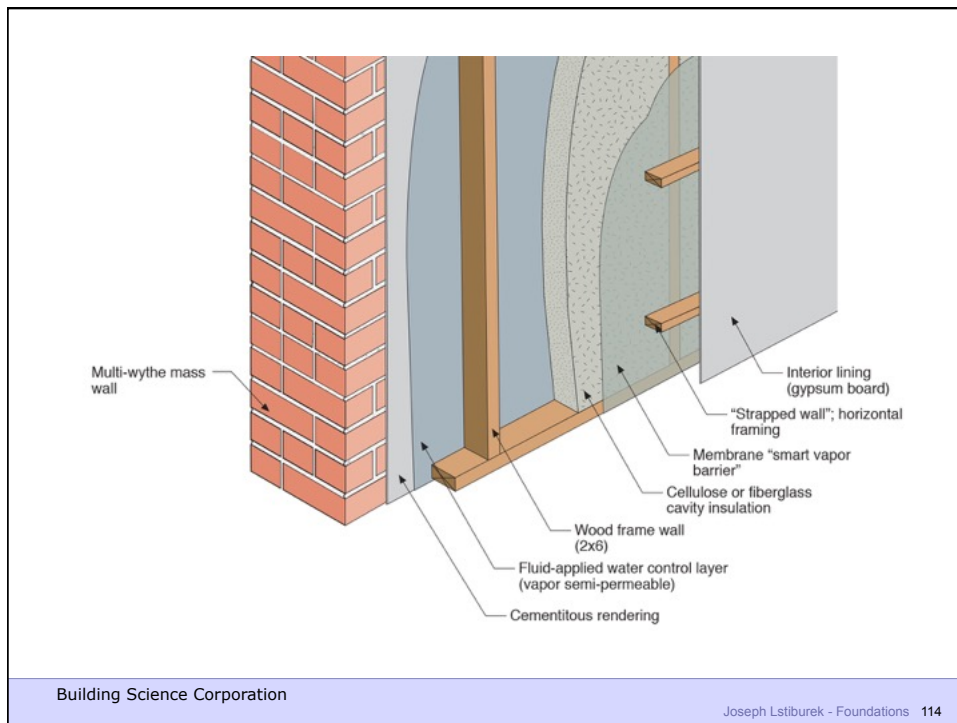 Multi-wythe mass
wall
Interior lining
(gypsum board)
“Strapped wall”; horizontal
framing
Membrane “smart vapor
barrier”
Cellulose or fiberglass
cavity insulation
Wood frame wall
(2x6)
Fluid-applied water control layer
(vapor semi-permeable)
Cementitous rendering
Building Science Corporation
Joseph Lstiburek - Foundations 114